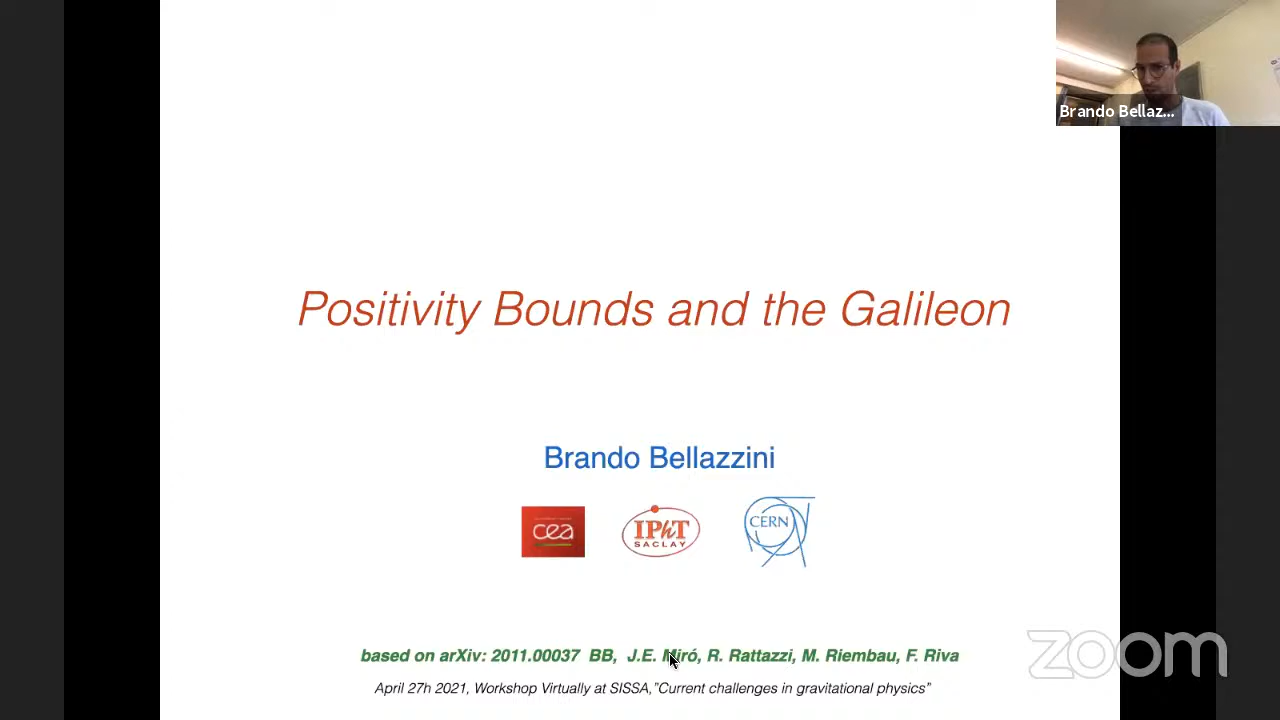 Brando Bellaz...
Positivity Bounds and the Galileon
Brando Bellazzini
cea
IPhT
SACLAY
CERN
based on arXiv: 2011.00037 BB, J.E. Miró, R. Rattazzi, M. Riembau, F. Riva
April 27h 2021, Workshop Virtually at SISSA,"Current challenges in gravitational physics"
zoom